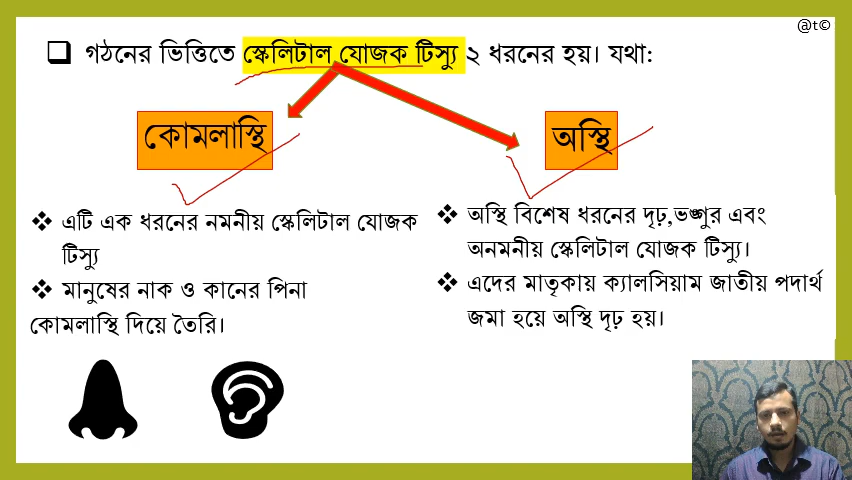 @t©
গঠনের ভিত্তিতে স্কেলিটাল যোজক টিস্যু ২ ধরনের হয়। যথা:
কোমলাস্থি
অস্থি
এটি এক ধরনের নমনীয় স্কেলিটাল যোজক
টিস্যু
মানুষের নাক ও কানের পিনা
কোমলাস্থি দিয়ে তৈরি।
অস্থি বিশেষ ধরনের দৃঢ়,ভঙ্গুর এবং
অনমনীয় স্কেলিটাল যোজক টিস্যু।
এদের মাতৃকায় ক্যালসিয়াম জাতীয় পদার্থ
জমা হয়ে অস্থি দৃঢ় হয়।